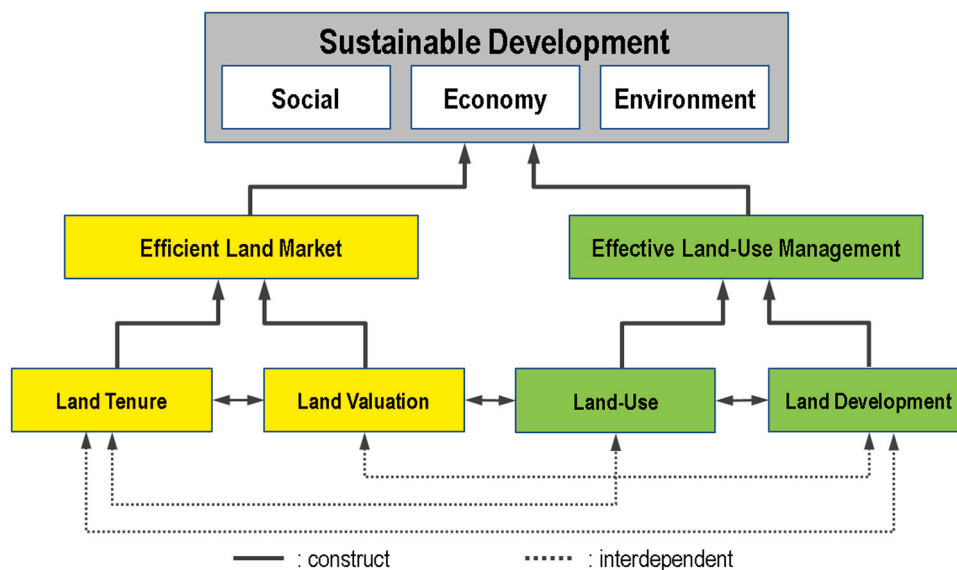 Sustainable Development
Social
Economy
Environment
Efficient Land Market
Effective Land-Use Management
Land Tenure
Land Valuation
Land-Use
Land Development
: construct
: interdependent